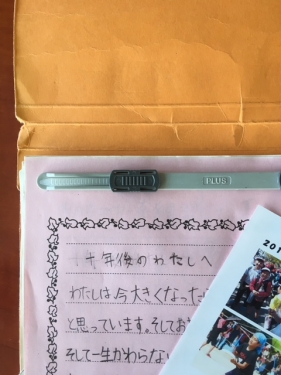 PLUS
201
十年後のわたしへ
わたしは今大きくなった
と思っています。そしてお
そして一生かわらない